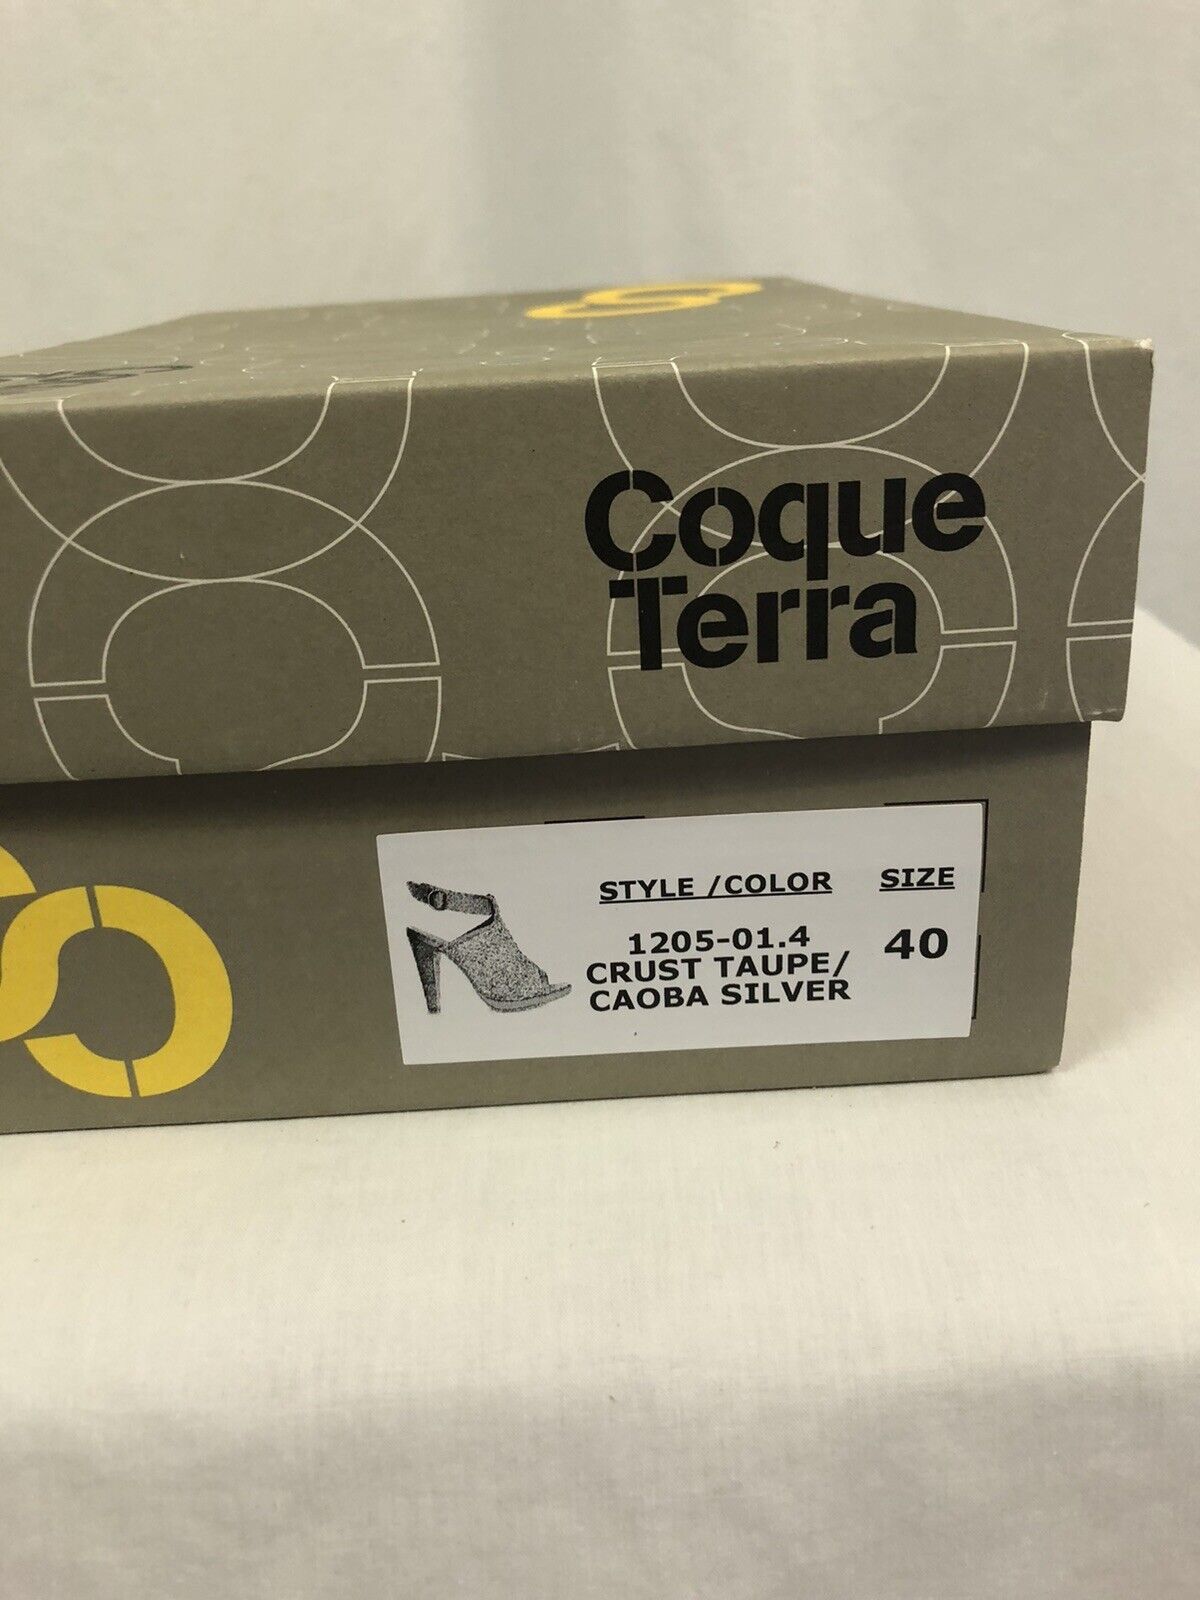 Coque
Terra
STYLE /COLOR
SIZE
1205-01.4
CRUST TAUPE/
CAOBA SILVER
40